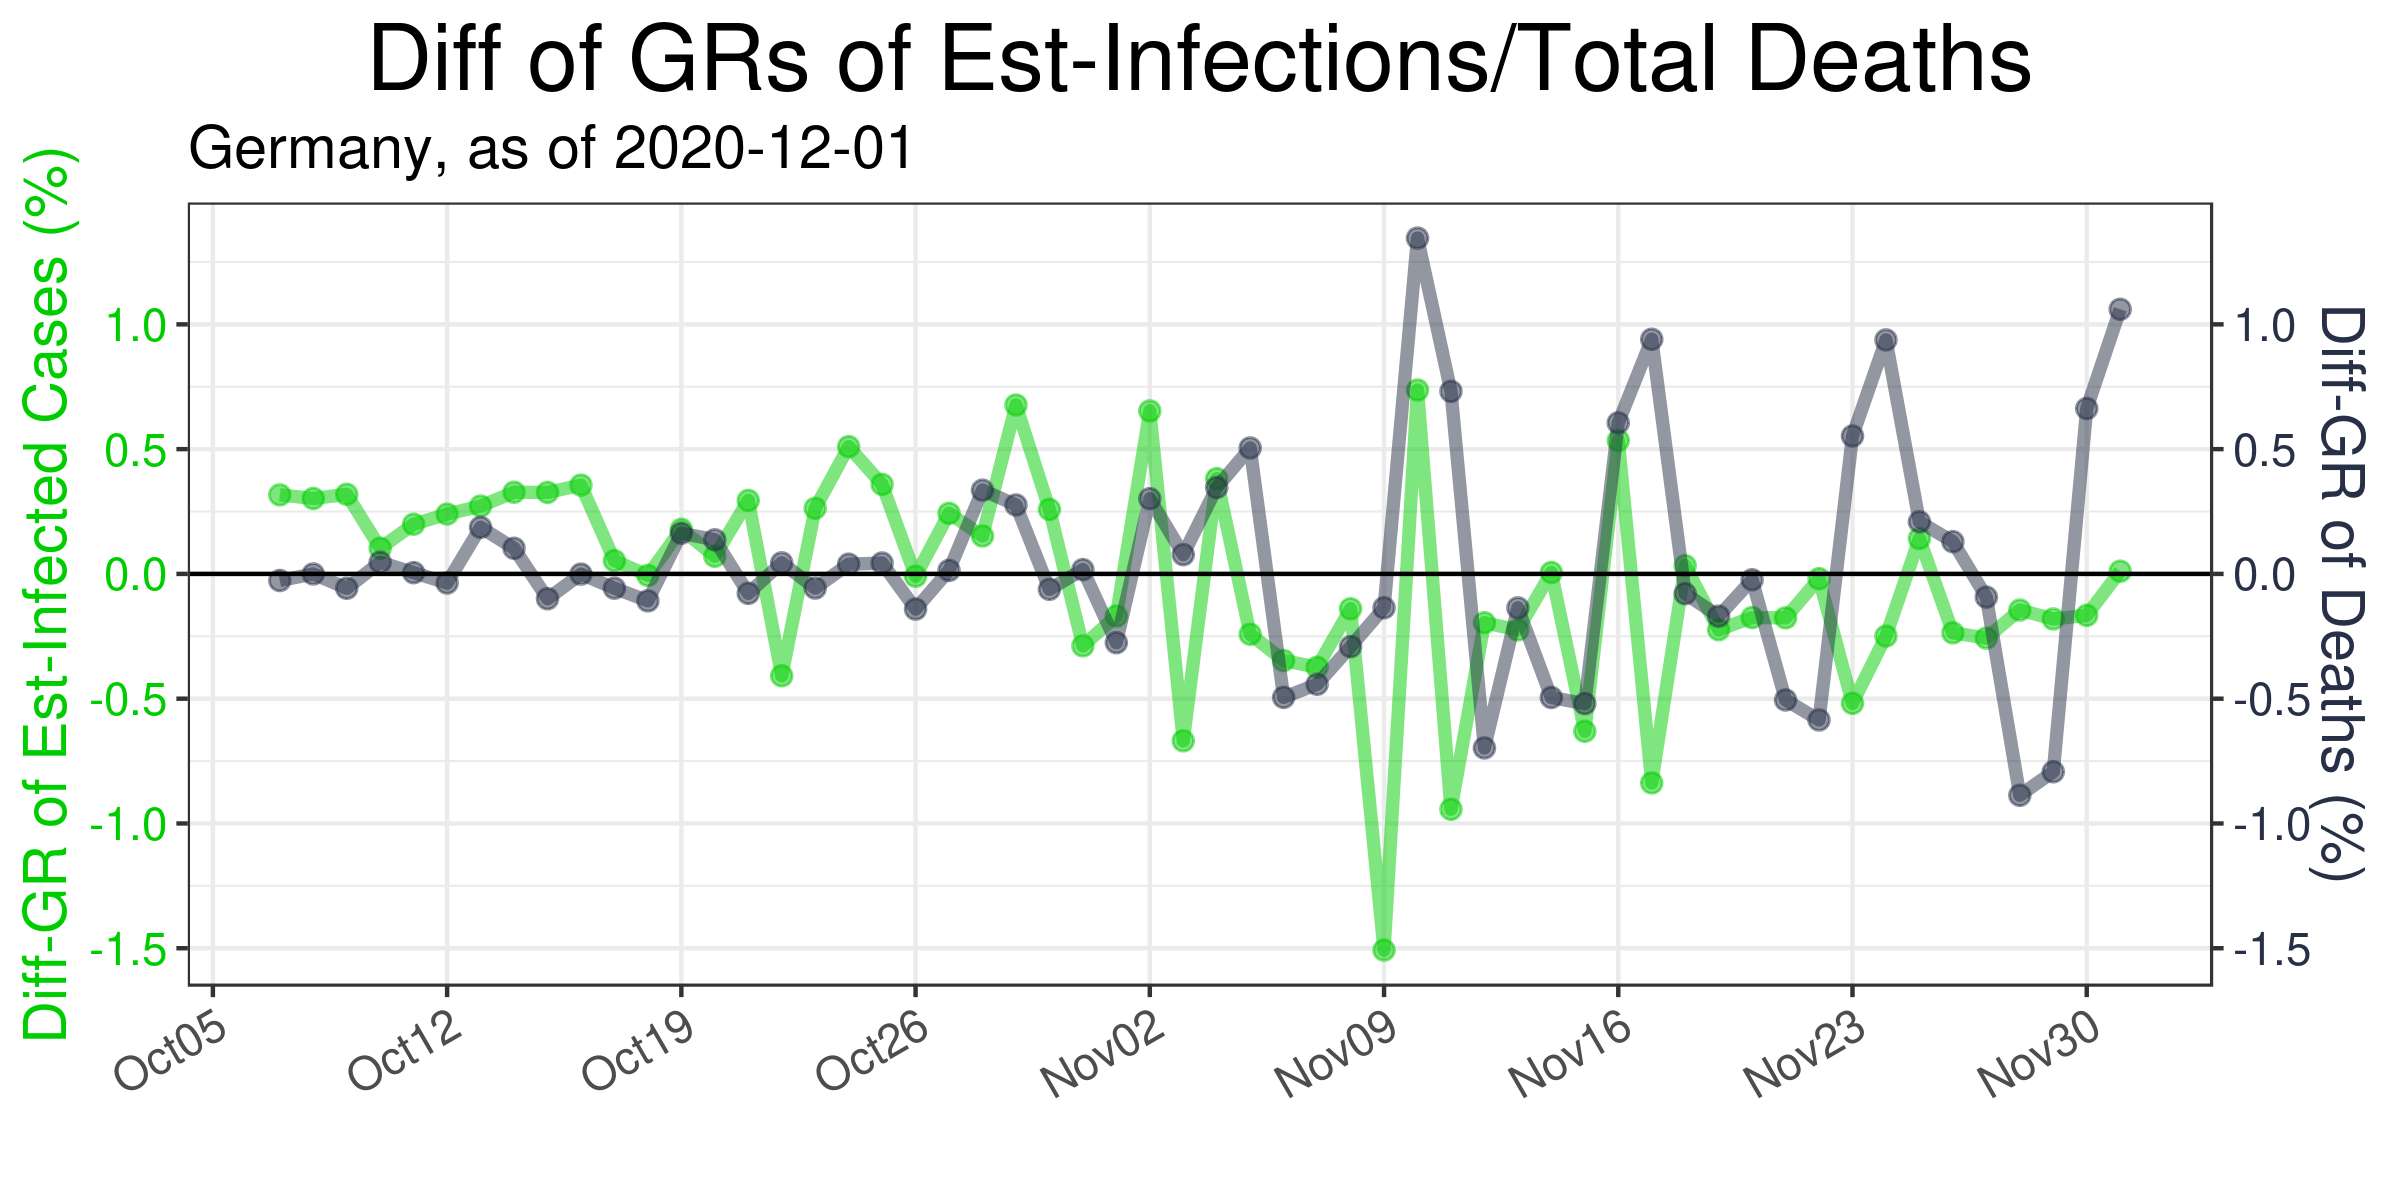 Diff of GRs of Est-Infections/Total Deaths
Germany, as of 2020-12-01
Diff-GR of Est-Infected Cases (%)
1.0
0.5
0.0
-0.5
-1.0
-1.5
1.0
0.5
0.0
-0.5
-1.0
-1.5
Diff-GR of Deaths (%)
Oct05
Oct12
Oct19
Oct26
Nov02
Nov09
Nov16
Nov23
Nov30